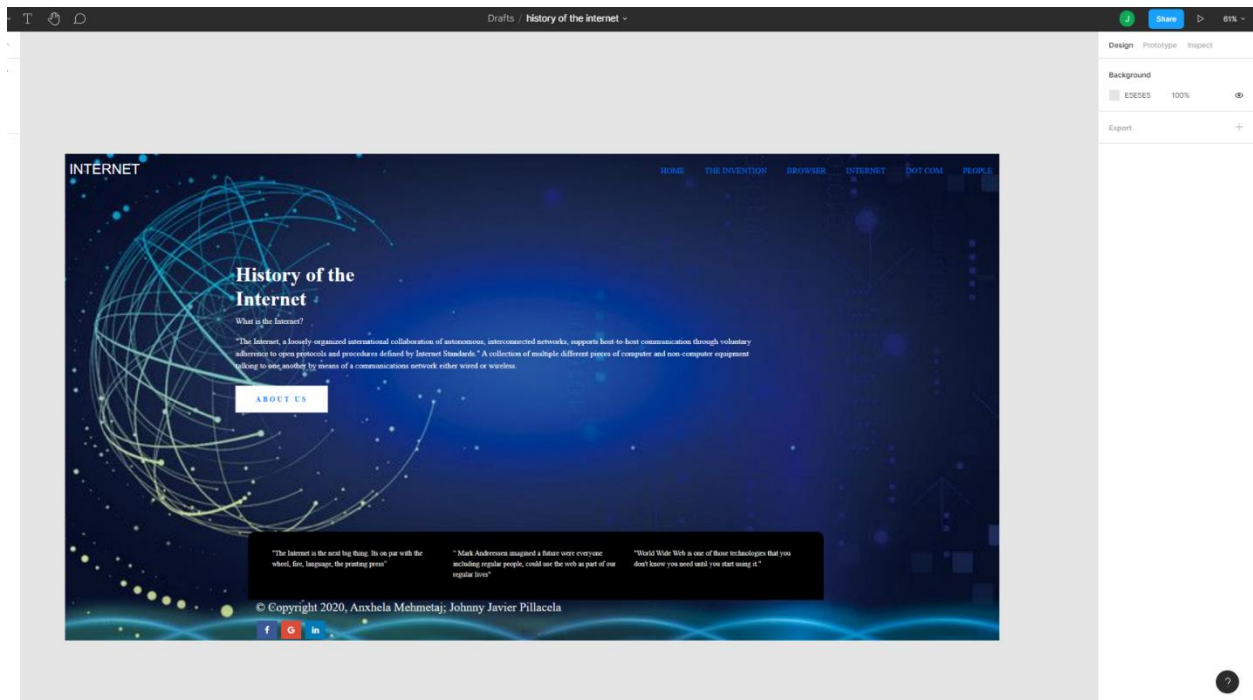 Drafts / history of the internet
J
Share
61%
Design Prototype Inspect
Background
E5E5E5 100%
Export
INTERNET
HOME THE INVENTION BROWSER INTERNET DOT COM PEOPLE
History of the
Internet
What is the Internet?
"The Internet, a loosely-organized international collaboration of autonomous, interconnected networks, supports host-to-host communication through voluntary
adherence to open protocols and procedures defined by Internet Standards." A collection of multiple different pieces of computer and non-computer equipment
talking to one another by means of a communications network either wired or wireless.
ABOUT US
"The Internet is the next big thing. Its on par with the
wheel, fire, language, the printing press"
" Mark Andreessen imagined a future were everyone
including regular people, could use the web as part of our
regular lives"
"World Wide Web is one of those technologies that you
don't know you need until you start using it."
© Copyright 2020, Anxhela Mehmetaj; Johnny Javier Pillacela
f G in
?